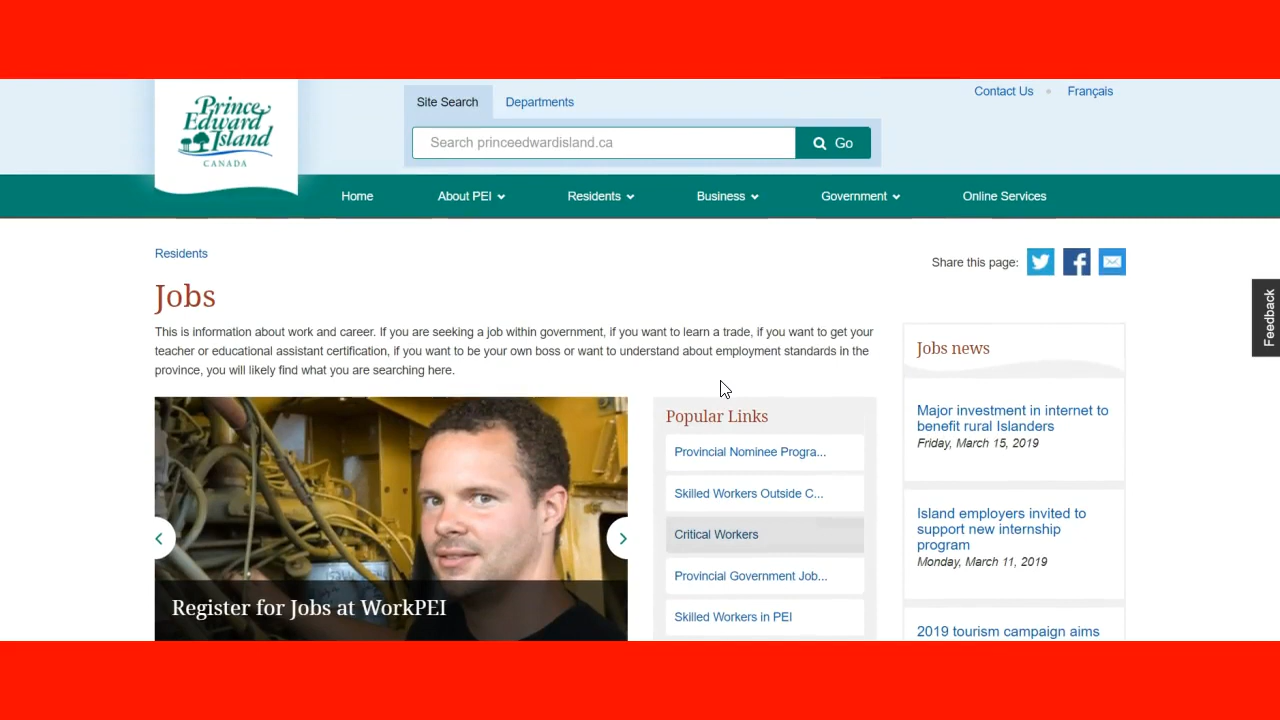 Prince
Edward
Island
CANADA
Site Search
Departments
Search princeedwardisland.ca
Go
Contact Us
Français
Home
About PEI
Residents
Business
Government
Online Services
Residents
Share this page:
Jobs
This is information about work and career. If you are seeking a job within government, if you want to learn a trade, if you want to get your
teacher or educational assistant certification, if you want to be your own boss or want to understand about employment standards in the
province, you will likely find what you are searching here.
Register for Jobs at WorkPEI
Popular Links
Provincial Nominee Progra...
Skilled Workers Outside C...
Critical Workers
Provincial Government Job...
Skilled Workers in PEI
Jobs news
Major investment in internet to
benefit rural Islanders
Friday, March 15, 2019
Island employers invited to
support new internship
program
Monday, March 11, 2019
2019 tourism campaign aims
Feedback